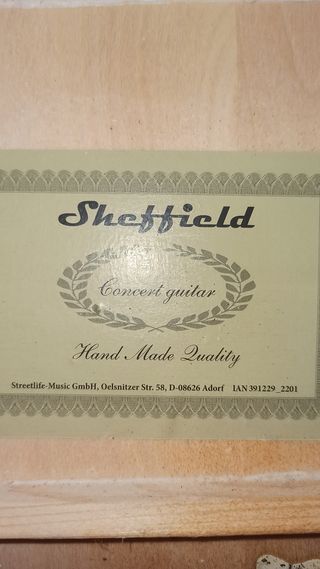 Sheffield
Concert guitar
Hand Made Quality
Streetlife-Music GmbH, Oelsnitzer Str. 58, D-08626 Adorf IAN 391229_2201